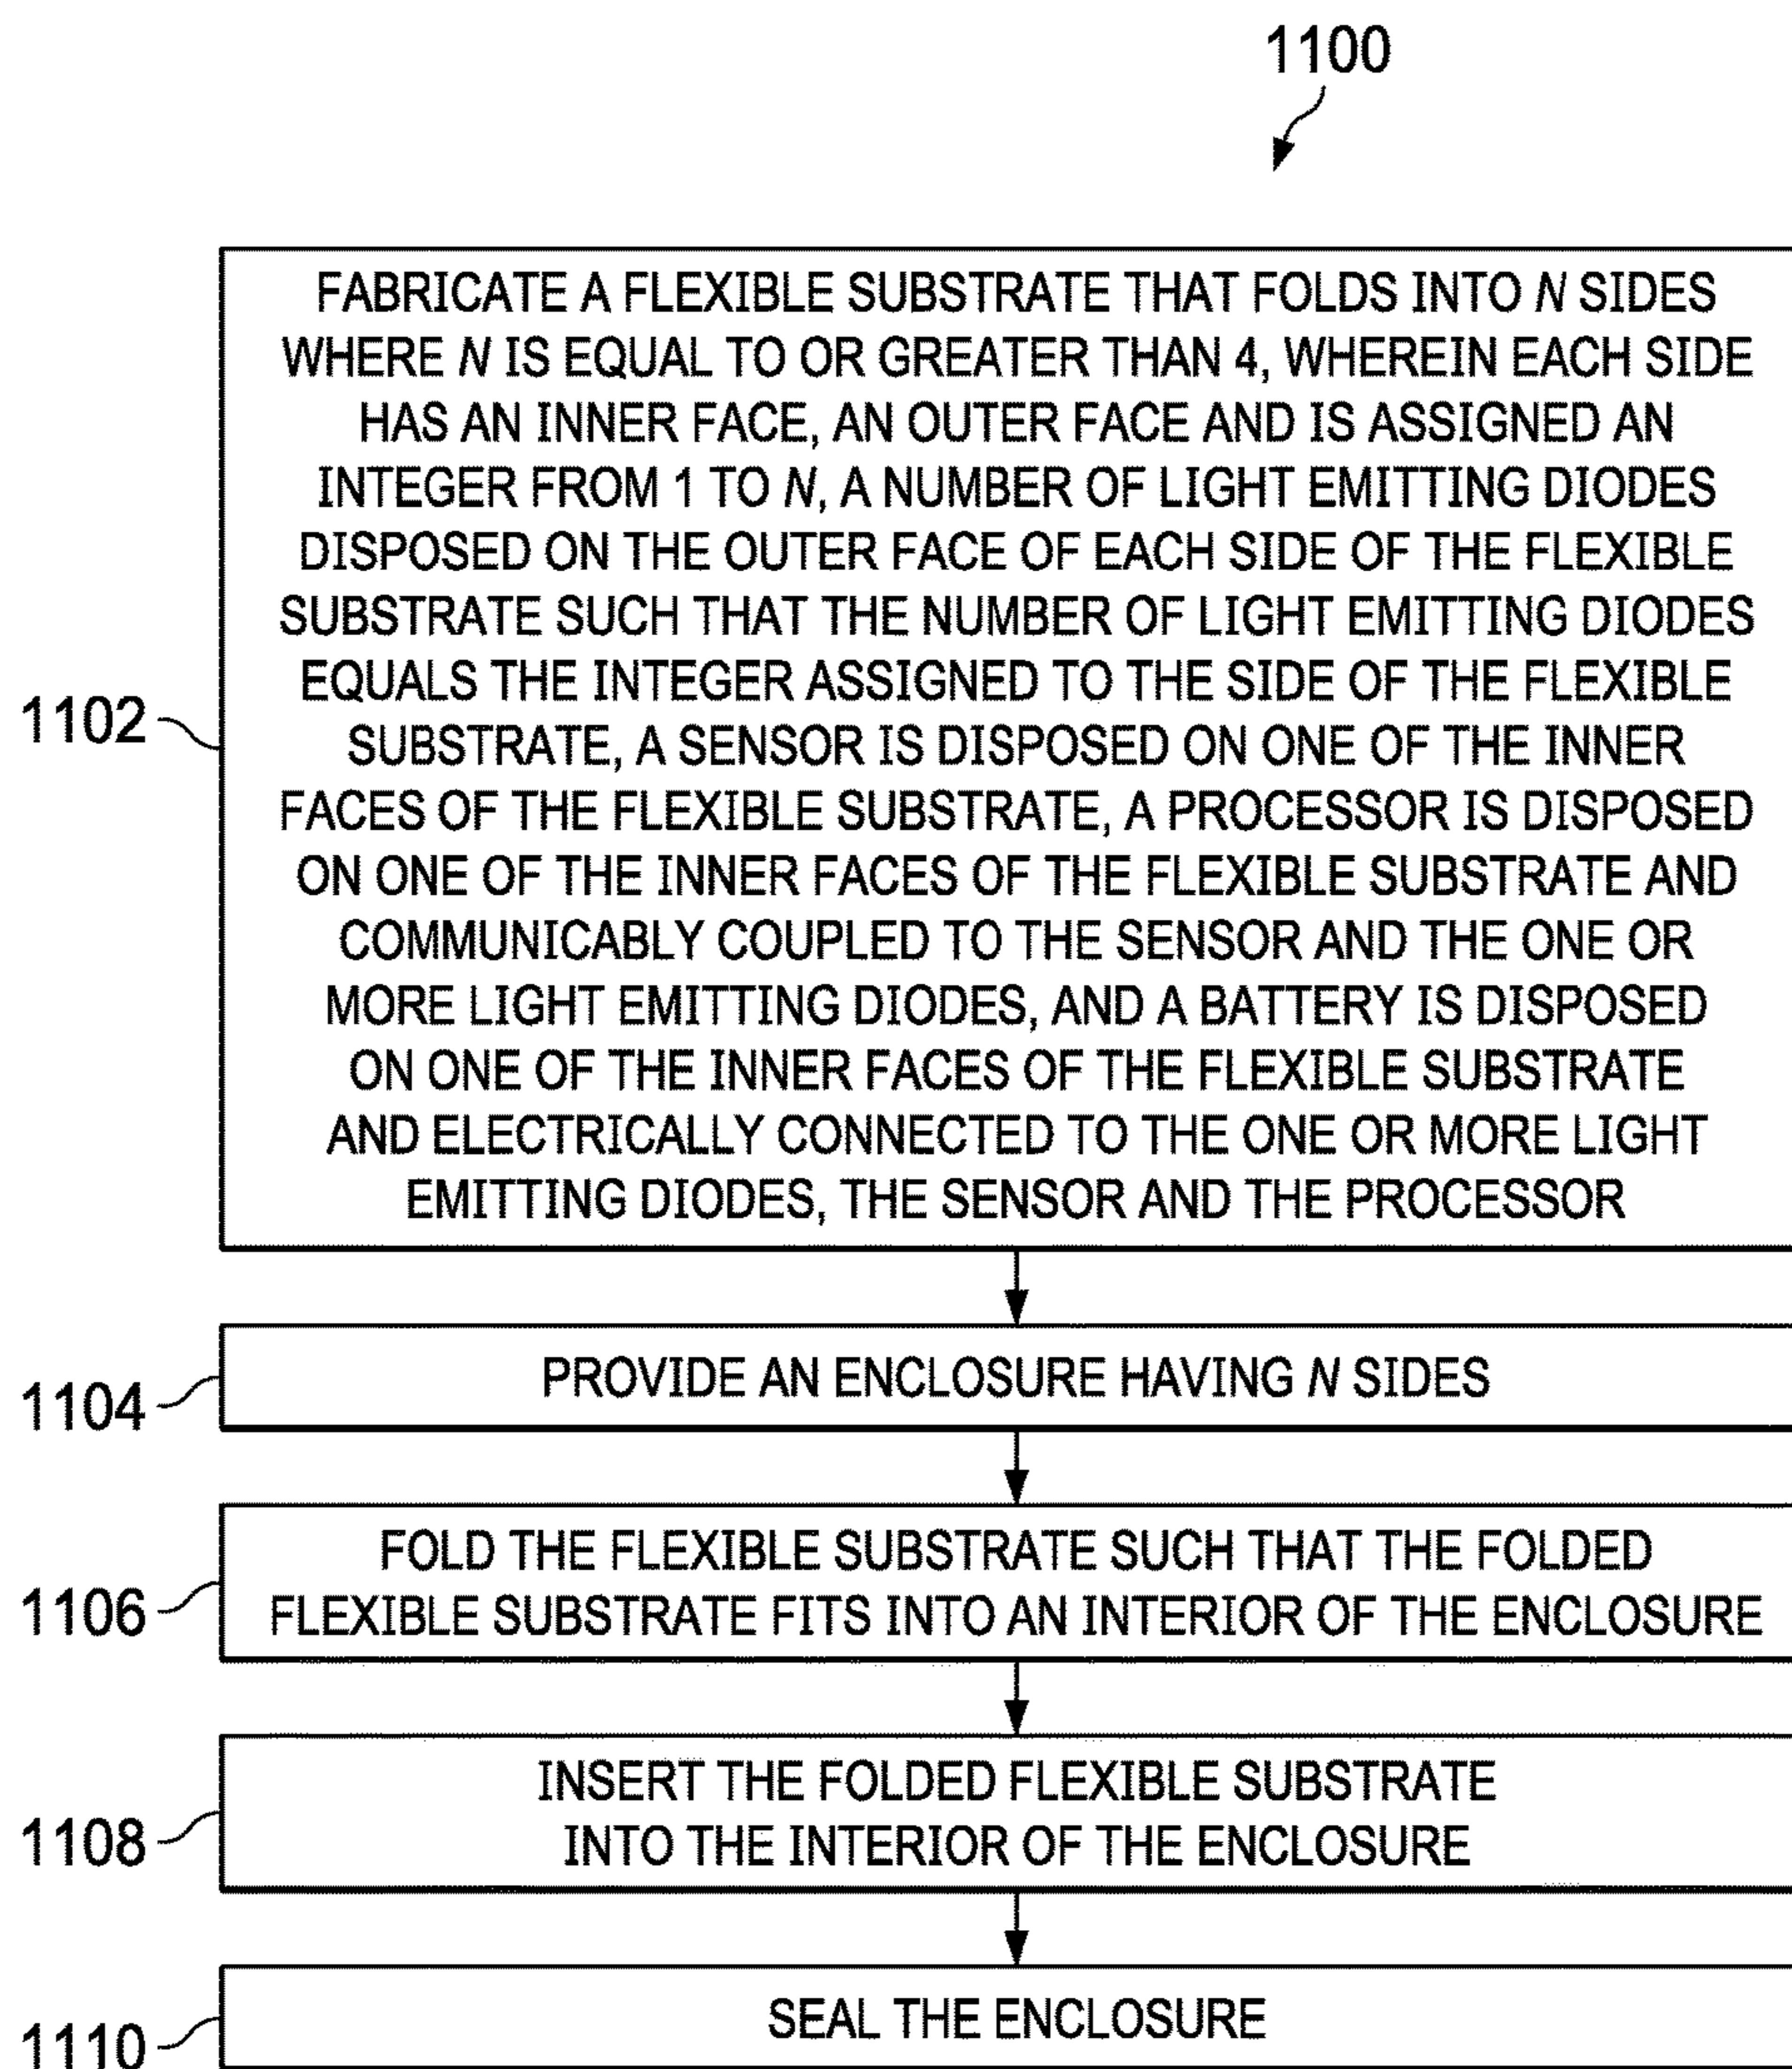 1100
FABRICATE A FLEXIBLE SUBSTRATE THAT FOLDS INTO N SIDES
WHERE N IS EQUAL TO OR GREATER THAN 4, WHEREIN EACH SIDE
HAS AN INNER FACE, AN OUTER FACE AND IS ASSIGNED AN
INTEGER FROM 1 TO N, A NUMBER OF LIGHT EMITTING DIODES
DISPOSED ON THE OUTER FACE OF EACH SIDE OF THE FLEXIBLE
SUBSTRATE SUCH THAT THE NUMBER OF LIGHT EMITTING DIODES
EQUALS THE INTEGER ASSIGNED TO THE SIDE OF THE FLEXIBLE
1102
SUBSTRATE, A SENSOR IS DISPOSED ON ONE OF THE INNER
FACES OF THE FLEXIBLE SUBSTRATE, A PROCESSOR IS DISPOSED
ON ONE OF THE INNER FACES OF THE FLEXIBLE SUBSTRATE AND
COMMUNICABLY COUPLED TO THE SENSOR AND THE ONE OR
MORE LIGHT EMITTING DIODES, AND A BATTERY IS DISPOSED
ON ONE OF THE INNER FACES OF THE FLEXIBLE SUBSTRATE
AND ELECTRICALLY CONNECTED TO THE ONE OR MORE LIGHT
EMITTING DIODES, THE SENSOR AND THE PROCESSOR
1104
PROVIDE AN ENCLOSURE HAVING N SIDES
1106
FOLD THE FLEXIBLE SUBSTRATE SUCH THAT THE FOLDED
FLEXIBLE SUBSTRATE FITS INTO AN INTERIOR OF THE ENCLOSURE
1108
INSERT THE FOLDED FLEXIBLE SUBSTRATE
INTO THE INTERIOR OF THE ENCLOSURE
1110
SEAL THE ENCLOSURE